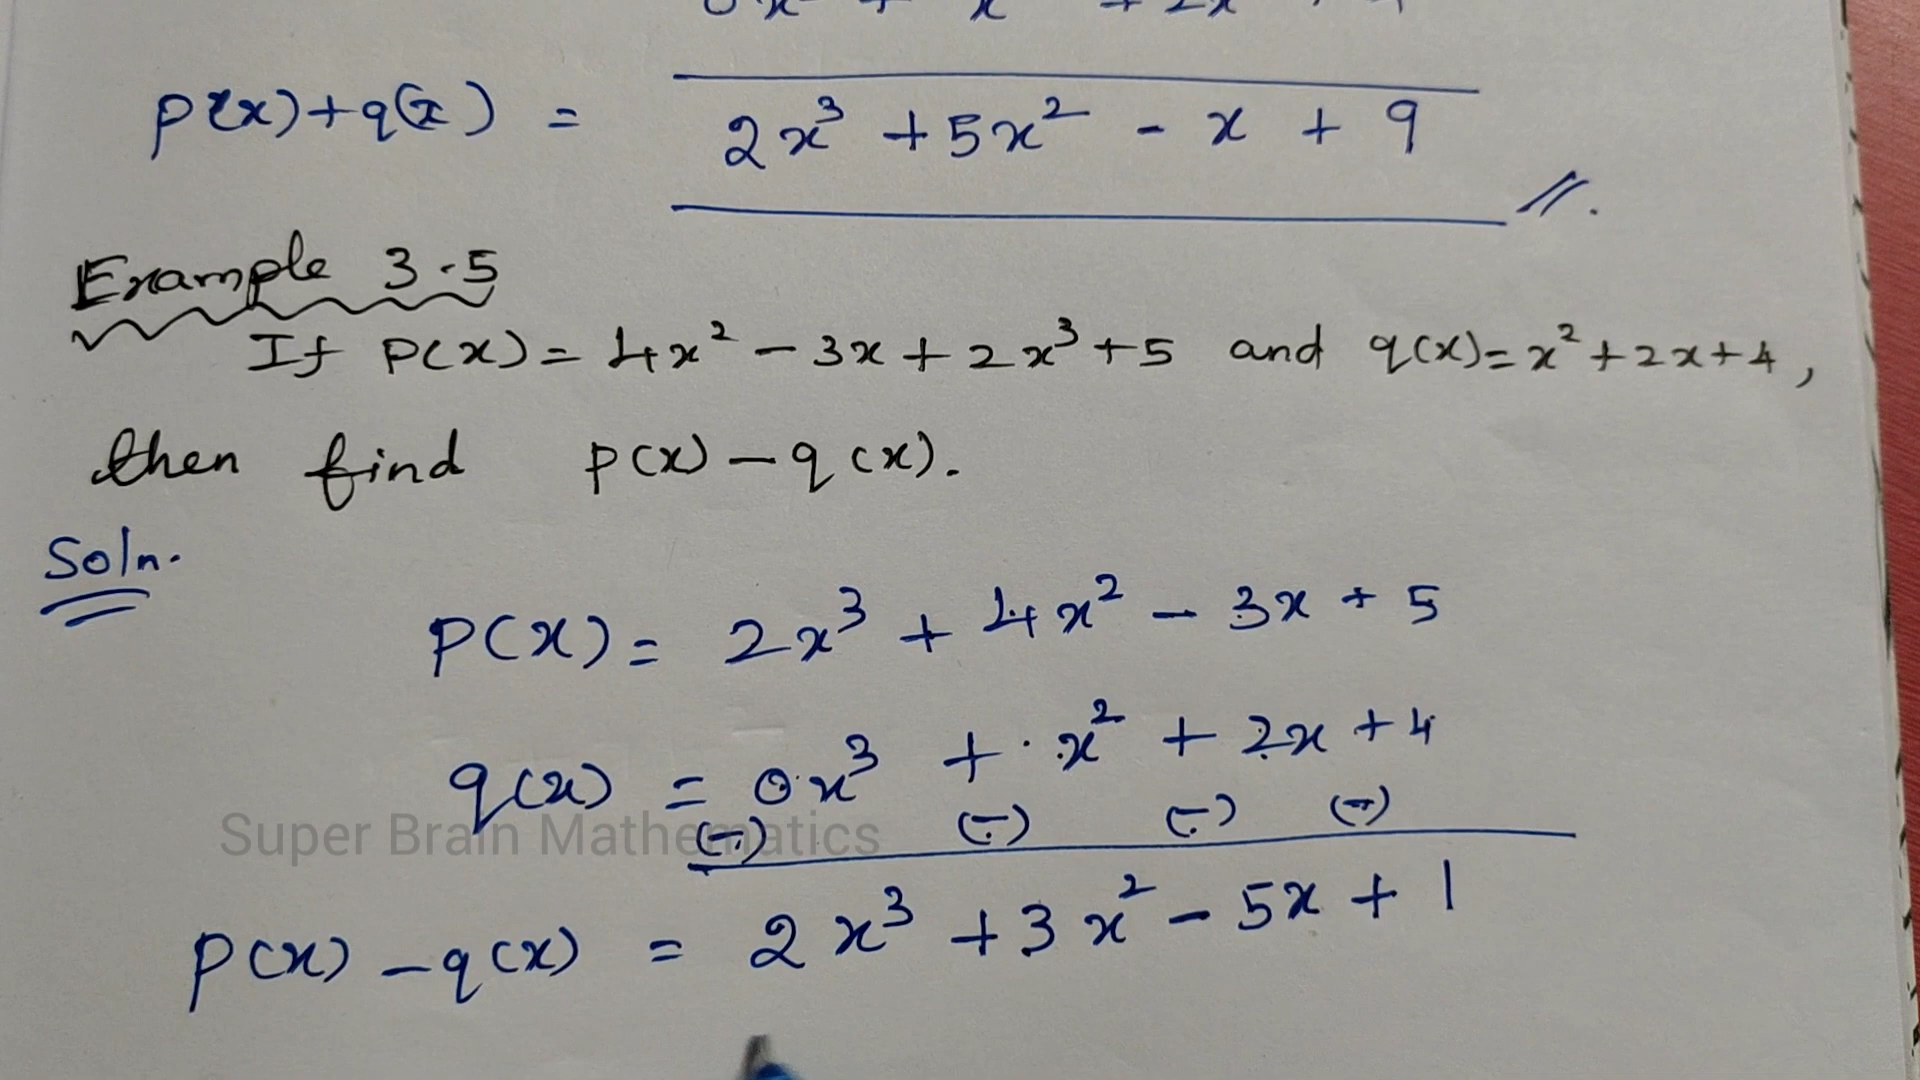 p(x)+q(x) =
2x³ +5x² - x + 9 //.
Example 3.5
If P(x)= 4x² - 3x + 2x³ +5 and q(x)= x² +2x+4,
then find p(x) - q(x).
Soln.
P(x)= 2x³ + 4x² - 3x + 5
q(x) = 0x³ + x² + 2x + 4
(-) (-) (-) (-)
Super Brain Mathematics
p(x) - q(x) = 2x³ +3x² - 5x + 1